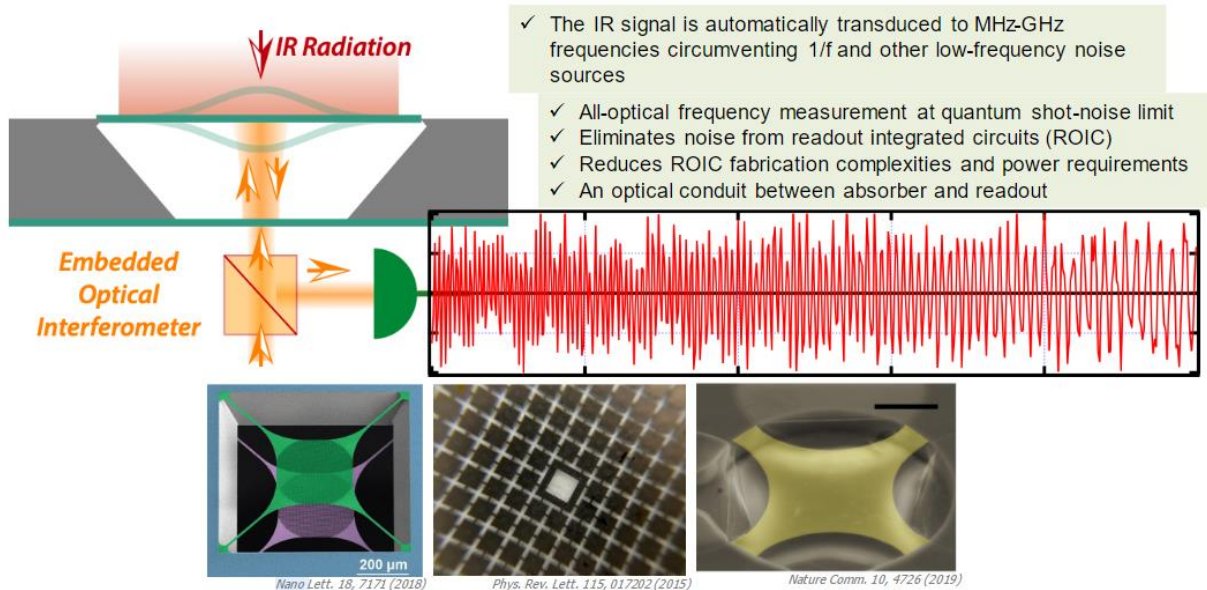 IR Radiation
✓ The IR signal is automatically transduced to MHz-GHz
frequencies circumventing 1/f and other low-frequency noise
sources
✓ All-optical frequency measurement at quantum shot-noise limit
✓ Eliminates noise from readout integrated circuits (ROIC)
✓ Reduces ROIC fabrication complexities and power requirements
✓ An optical conduit between absorber and readout
Embedded
Optical
Interferometer
200 μm
Nano Lett. 18, 7171 (2018)
Phys. Rev. Lett. 115, 017202 (2015)
Nature Comm. 10, 4726 (2019)